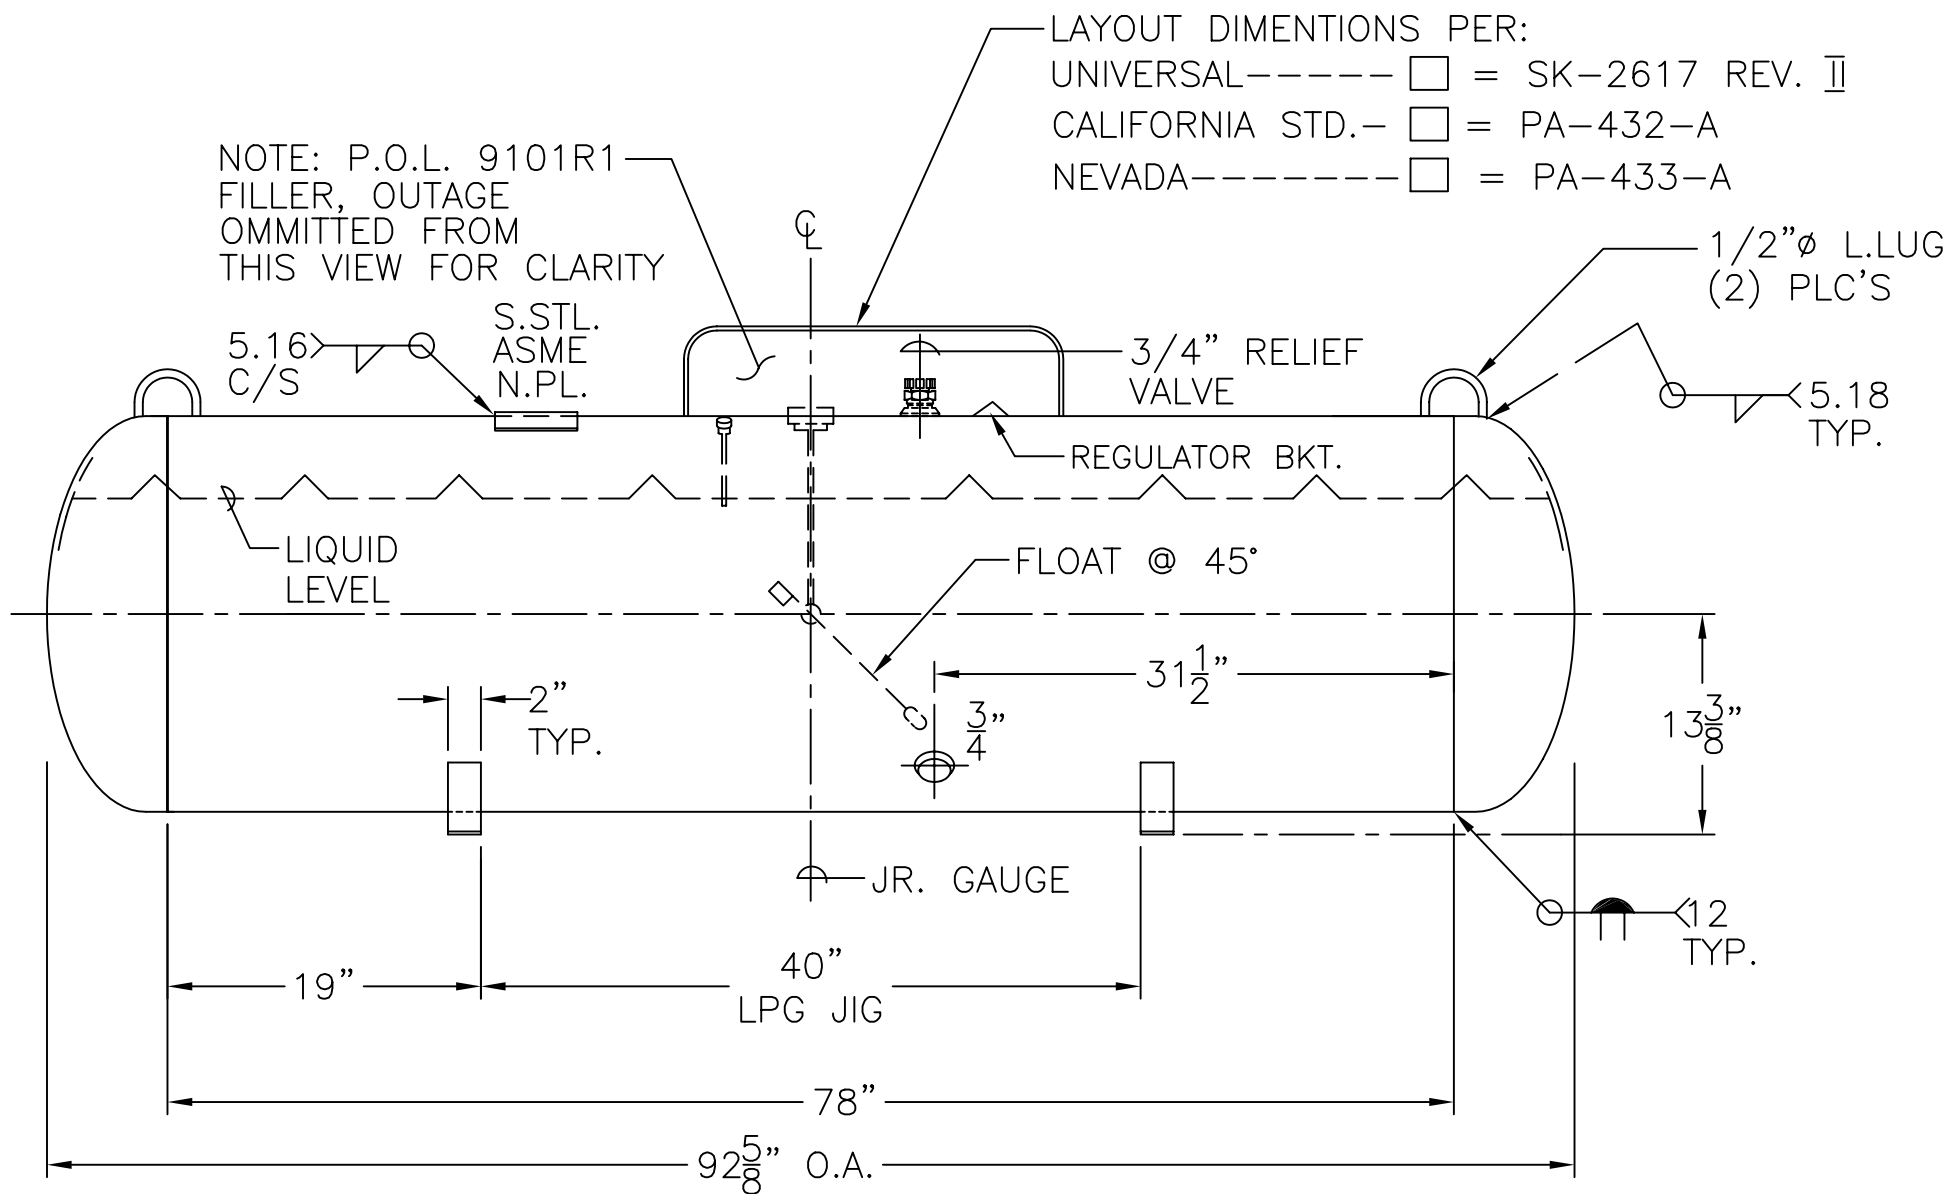 LAYOUT DIMENTIONS PER:
UNIVERSAL----- □ = SK-2617 REV. II
CALIFORNIA STD.- □ = PA-432-A
NEVADA------- □ = PA-433-A
NOTE: P.O.L. 9101R1
FILLER, OUTAGE
OMMITTED FROM
THIS VIEW FOR CLARITY
℄
1/2"ø L.LUG
(2) PLC'S
S.STL.
ASME
N.PL.
5.16
C/S
3/4" RELIEF
VALVE
5.18
TYP.
REGULATOR BKT.
LIQUID
LEVEL
FLOAT @ 45°
31 1/2"
2"
TYP.
3/4"
13 3/8"
JR. GAUGE
12
TYP.
19"
40"
LPG JIG
78"
92 5/8" O.A.